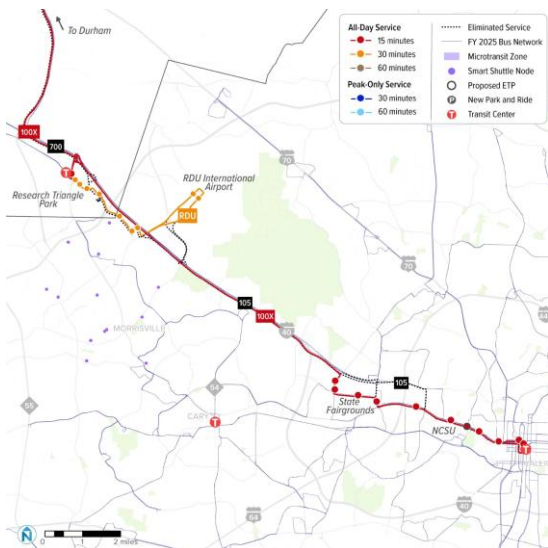 To Durham
All-Day Service
15 minutes
30 minutes
60 minutes
Peak-Only Service
30 minutes
60 minutes
Eliminated Service
FY 2025 Bus Network
Microtransit Zone
Smart Shuttle Node
Proposed ETP
P New Park and Ride
T Transit Center
100X
700
70
T
Research Triangle
Park
RDU International
Airport
RDU
70
105
100X
40
MORRISVILLE
54
55
CARY
T
State
Fairgrounds
105
NCSU
T
64
40
N
0
1
2 miles